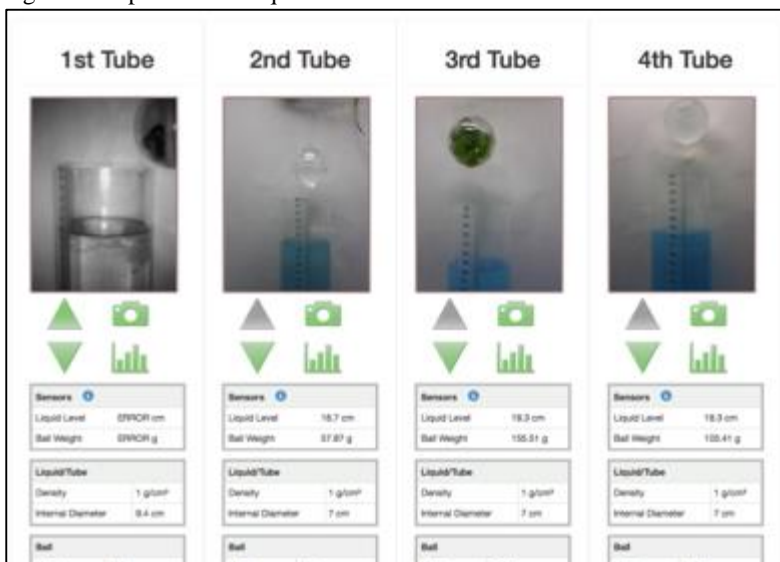 1st Tube 2nd Tube 3rd Tube 4th Tube
Sensors Sensors Sensors Sensors
Liquid Level ERROR cm Liquid Level 18.7 cm Liquid Level 19.3 cm Liquid Level 18.3 cm
Ball Weight ERROR g Ball Weight 57.87 g Ball Weight g Ball Weight g
Liquid/Tube Liquid/Tube Liquid/Tube Liquid/Tube
Density 1 g/cm³ Density 1 g/cm³ Density 1 g/cm³ Density 1 g/cm³
Internal Diameter 9.4 cm Internal Diameter 7 cm Internal Diameter 7 cm Internal Diameter 7 cm
Ball Ball Ball Ball